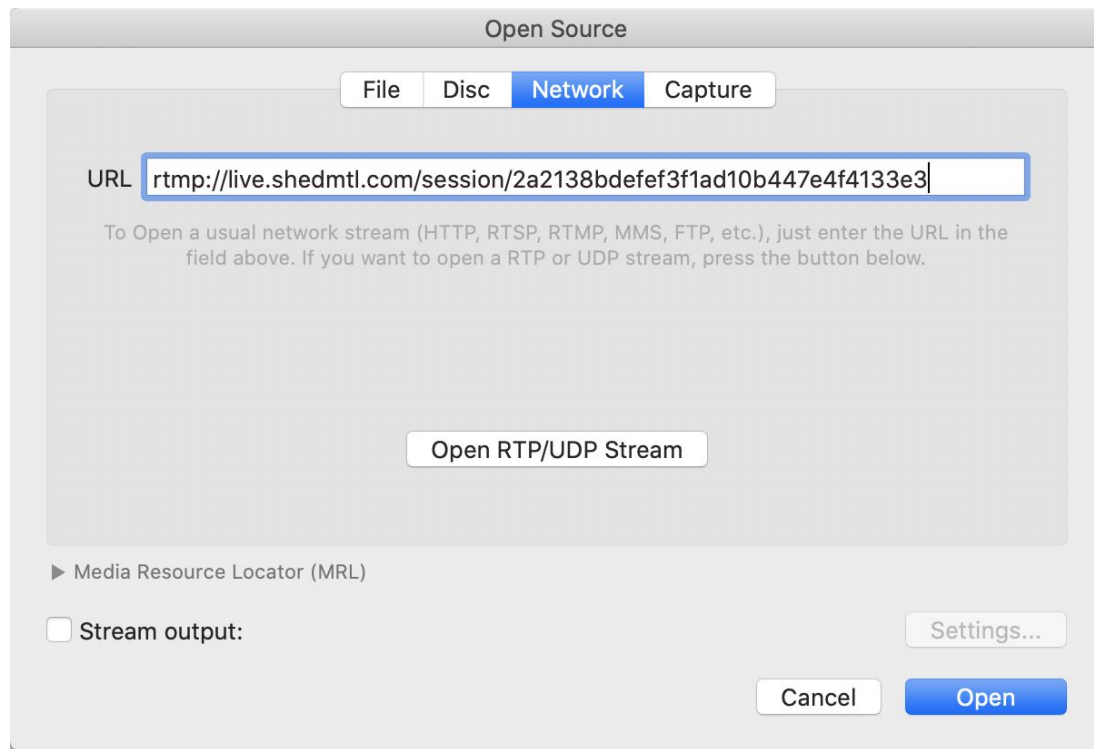 Open Source
File Disc Network Capture
URL rtmp://live.shedmtl.com/session/2a2138bdefef3f1ad10b447e4f4133e3
To Open a usual network stream (HTTP, RTSP, RTMP, MMS, FTP, etc.), just enter the URL in the
field above. If you want to open a RTP or UDP stream, press the button below.
Open RTP/UDP Stream
Media Resource Locator (MRL)
Stream output:
Settings...
Cancel Open